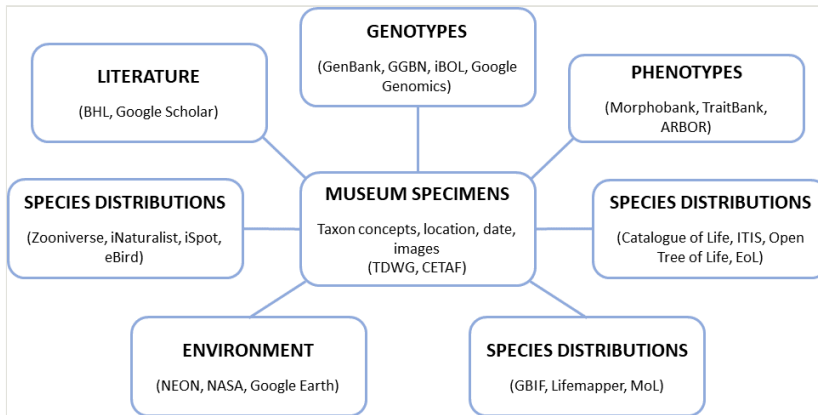 GENOTYPES
(GenBank, GGBN, iBOL, Google
Genomics)
LITERATURE
(BHL, Google Scholar)
PHENOTYPES
(Morphobank, TraitBank,
ARBOR)
SPECIES DISTRIBUTIONS
(Zooniverse, iNaturalist, iSpot,
eBird)
MUSEUM SPECIMENS
Taxon concepts, location, date,
images
(TDWG, CETAF)
SPECIES DISTRIBUTIONS
(Catalogue of Life, ITIS, Open
Tree of Life, EoL)
ENVIRONMENT
(NEON, NASA, Google Earth)
SPECIES DISTRIBUTIONS
(GBIF, Lifemapper, MoL)